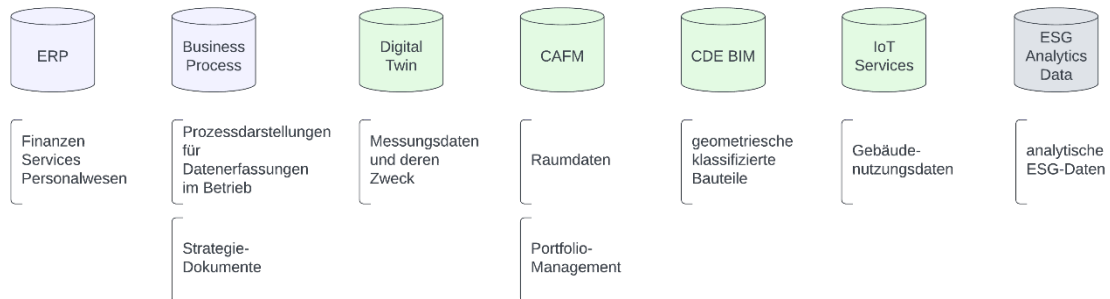 ERP
Business
Process
Digital
Twin
CAFM
CDE BIM
IoT
Services
ESG
Analytics
Data
Finanzen
Services
Personalwesen
Prozessdarstellungen
für
Datenerfassungen
im Betrieb
Messungsdaten
und deren
Zweck
Raumdaten
geometriesche
klassifizierte
Bauteile
Gebäude-
nutzungsdaten
analytische
ESG-Daten
Strategie-
Dokumente
Portfolio-
Management